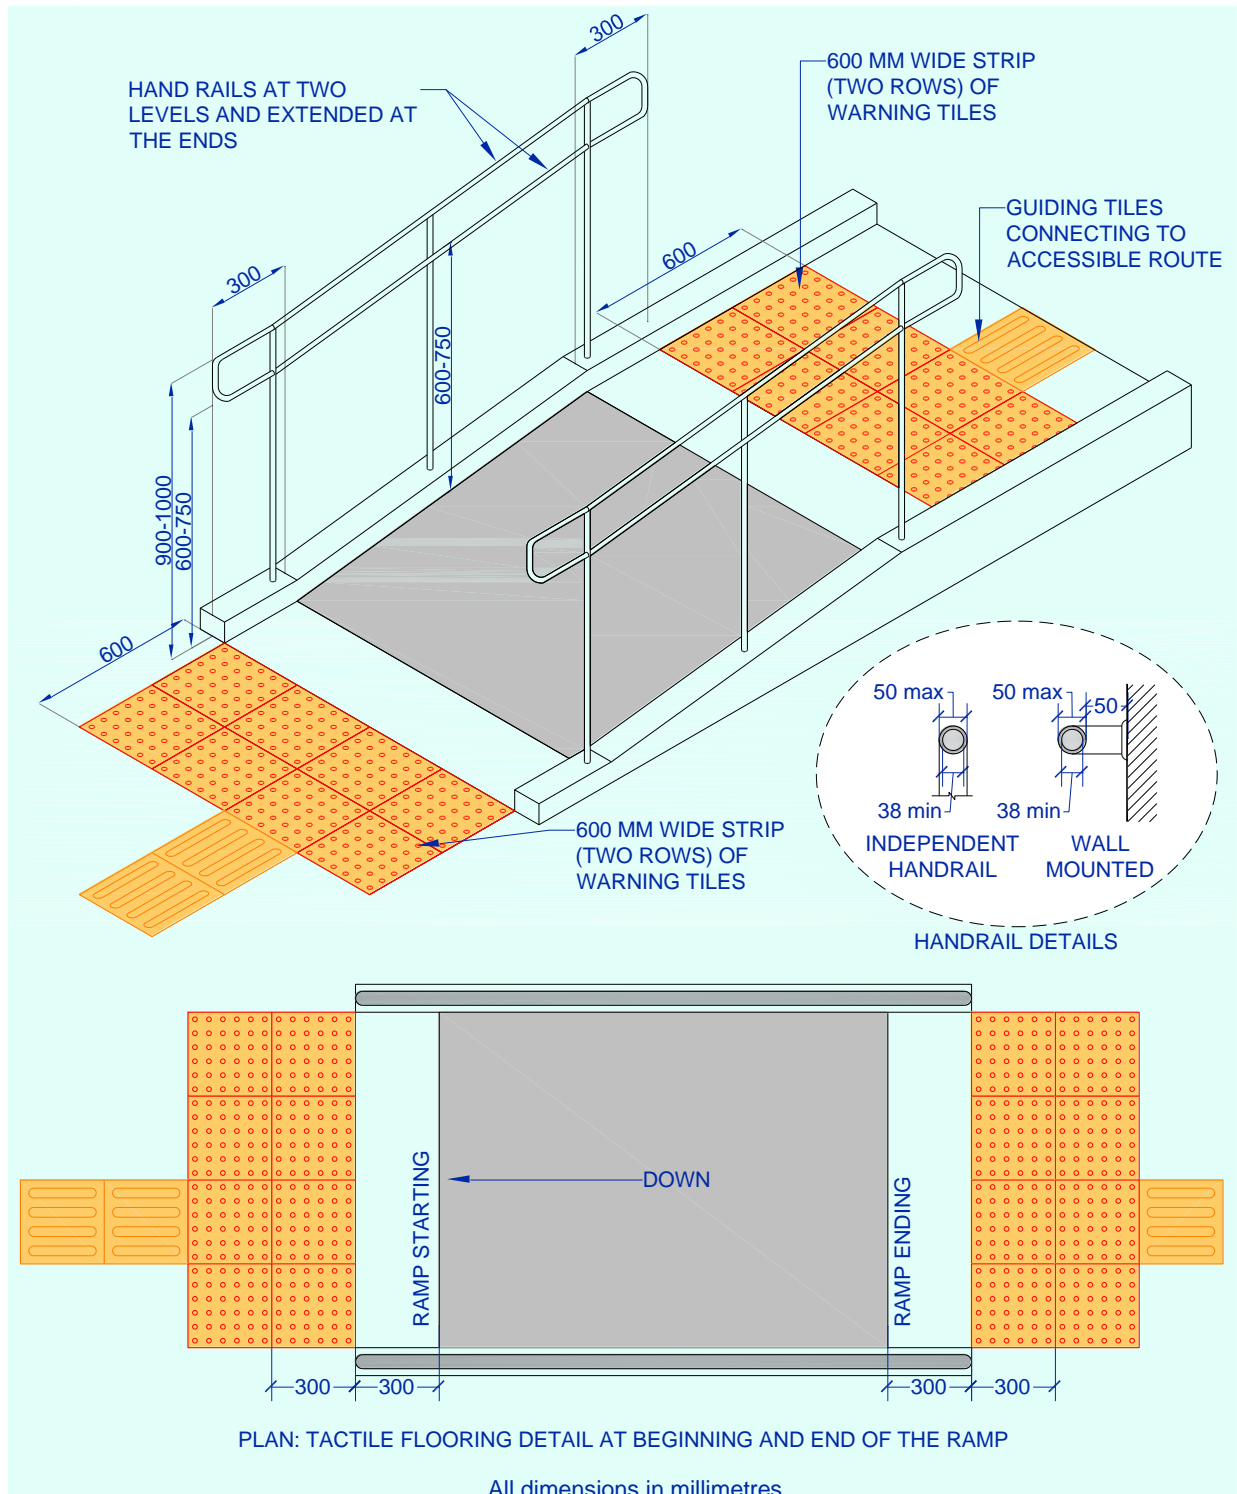 300
HAND RAILS AT TWO
LEVELS AND EXTENDED AT
THE ENDS
600 MM WIDE STRIP
(TWO ROWS) OF
WARNING TILES
GUIDING TILES
CONNECTING TO
ACCESSIBLE ROUTE
600
300
600-750
900-1000
600-750
600
50 max
50 max
50
38 min
38 min
INDEPENDENT
HANDRAIL
WALL
MOUNTED
HANDRAIL DETAILS
600 MM WIDE STRIP
(TWO ROWS) OF
WARNING TILES
RAMP STARTING
DOWN
RAMP ENDING
300
300
300
300
PLAN: TACTILE FLOORING DETAIL AT BEGINNING AND END OF THE RAMP
All dimensions in millimetres